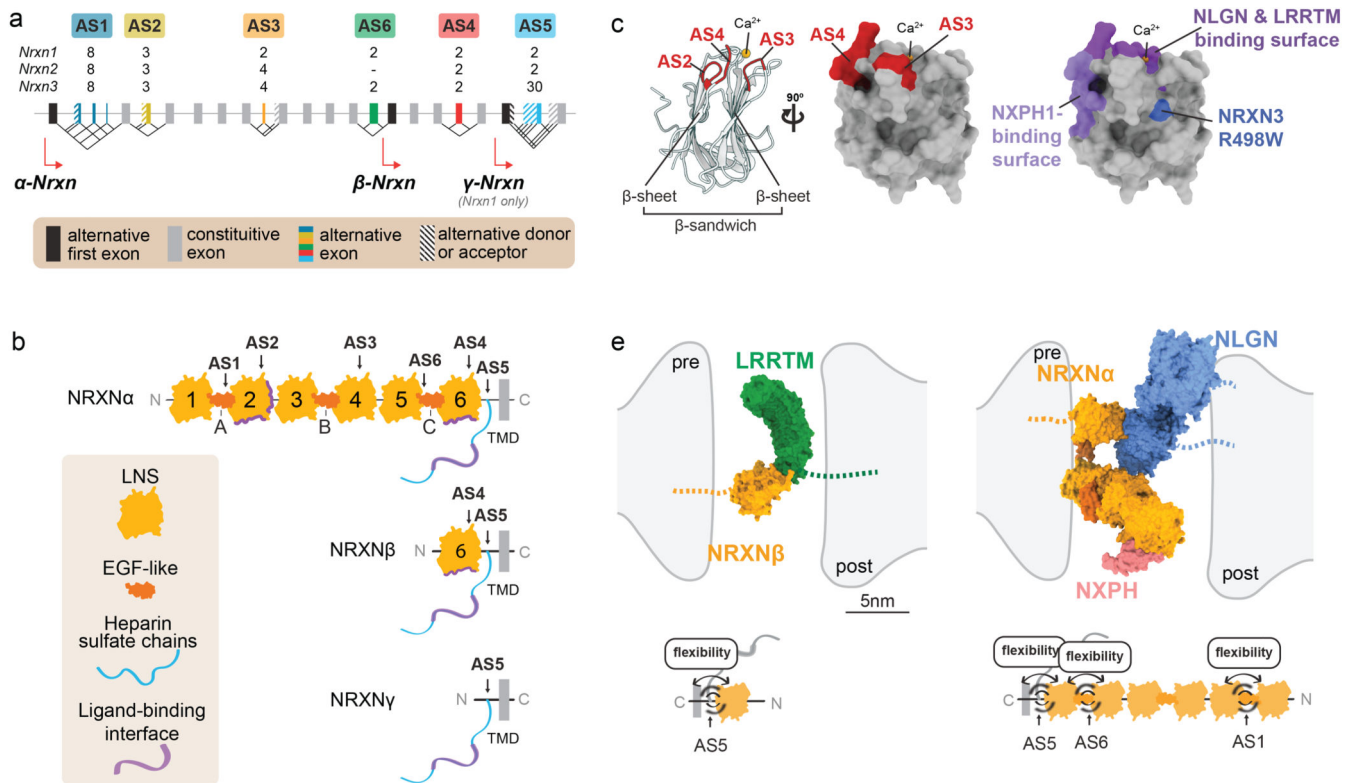 a
AS1 AS2 AS3 AS6 AS4 AS5
Nrxn1 8 3 2 2 2 2
Nrxn2 8 3 4 - 2 2
Nrxn3 8 3 4 2 2 30
α-Nrxn β-Nrxn γ-Nrxn
(Nrxn1 only)
alternative
first exon
constituitive
exon
alternative
exon
alternative donor
or acceptor
b
AS1 AS2 AS3 AS6 AS4 AS5
NRXNα N 1 2 3 4 5 6 C
A B C
TMD
AS4
AS5
NRXNβ N 6 C
TMD
AS5
NRXNγ N C
TMD
LNS
EGF-like
Heparin
sulfate chains
Ligand-binding
interface
c
AS2
AS4
Ca²⁺
AS3
β-sheet β-sheet
β-sandwich
90º
AS4
Ca²⁺
AS3
NLGN & LRRTM
binding surface
Ca²⁺
NXPH1-
binding
surface
NRXN3
R498W
e
pre
LRRTM
NRXNβ
post
5nm
pre
NRXNα
NLGN
NXPH
post
flexibility
C N
AS5
flexibility
flexibility
flexibility
C N
AS5 AS6 AS1